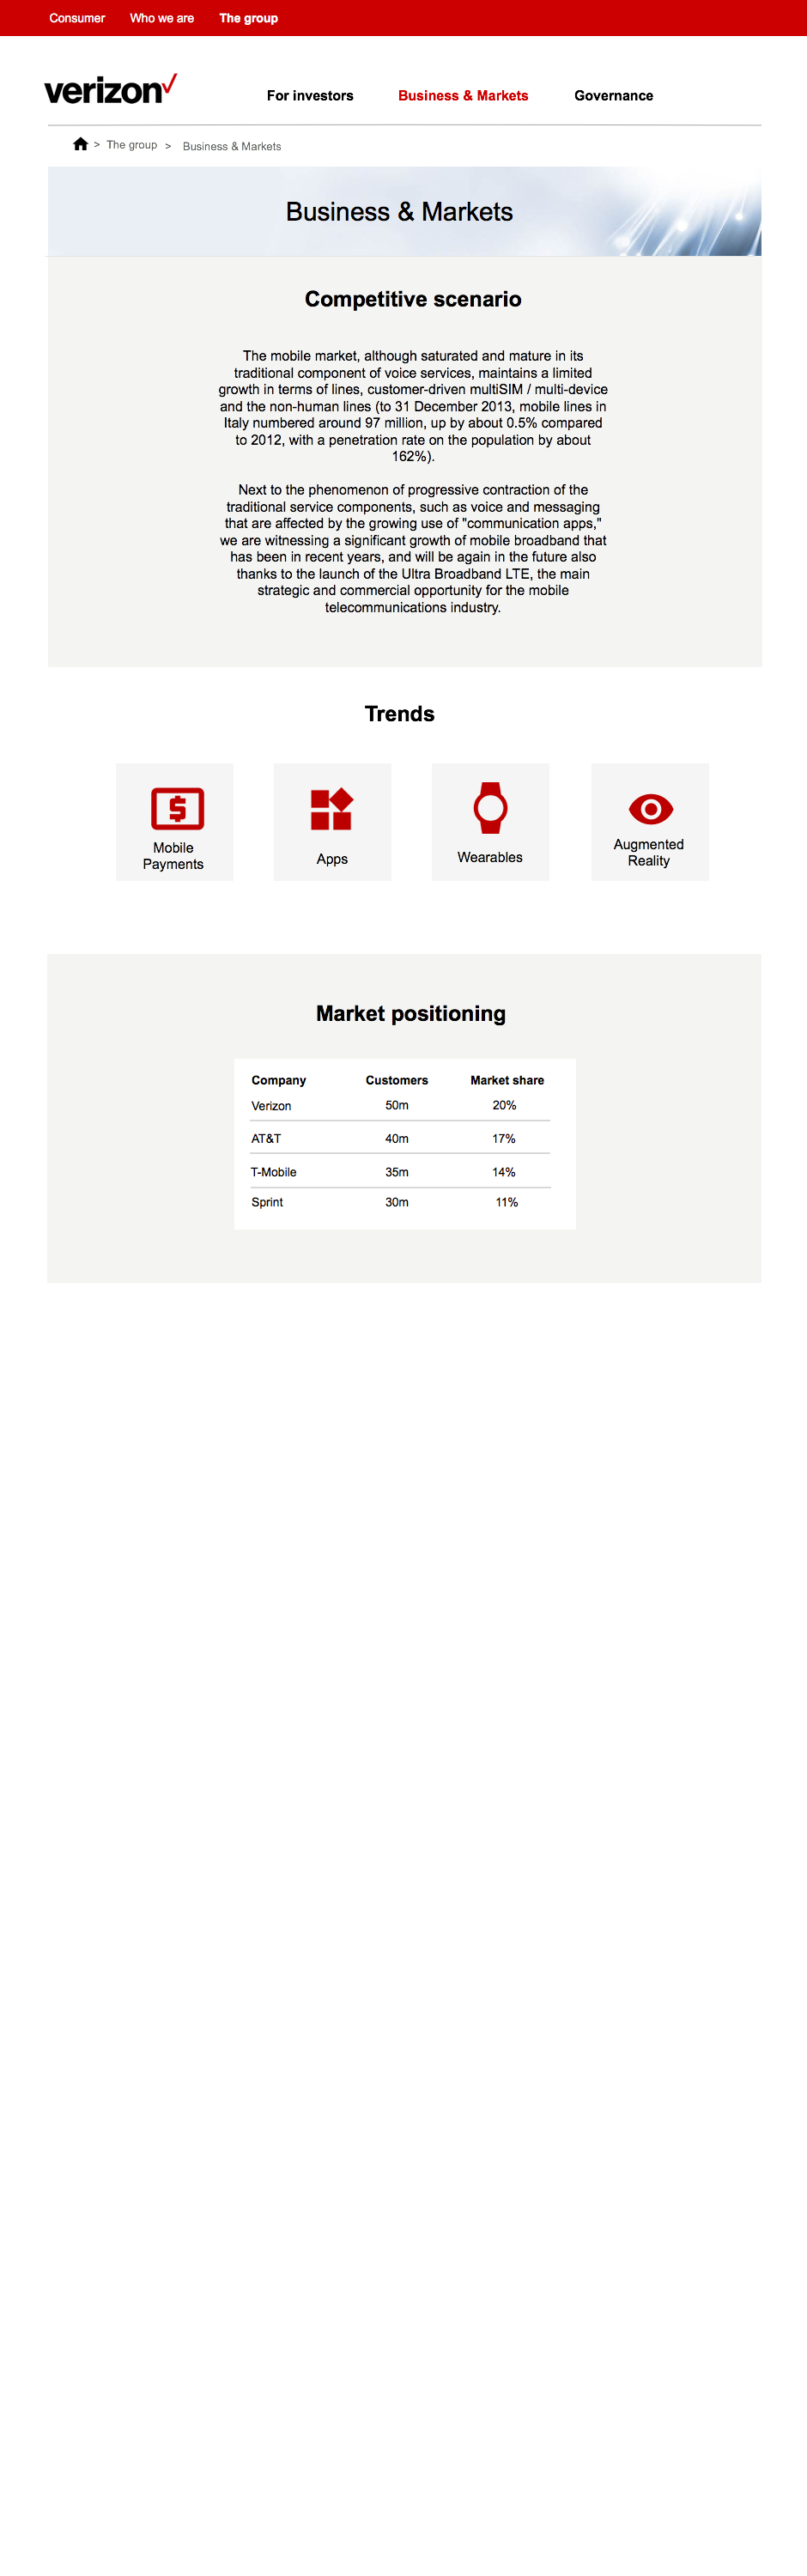 Consumer Who we are The group
verizon
For investors Business & Markets Governance
> The group > Business & Markets
Business & Markets
Competitive scenario
The mobile market, although saturated and mature in its
traditional component of voice services, maintains a limited
growth in terms of lines, customer-driven multiSIM / multi-device
and the non-human lines (to 31 December 2013, mobile lines in
Italy numbered around 97 million, up by about 0.5% compared
to 2012, with a penetration rate on the population by about
162%).
Next to the phenomenon of progressive contraction of the
traditional service components, such as voice and messaging
that are affected by the growing use of "communication apps,"
we are witnessing a significant growth of mobile broadband that
has been in recent years, and will be again in the future also
thanks to the launch of the Ultra Broadband LTE, the main
strategic and commercial opportunity for the mobile
telecommunications industry.
Trends
Mobile
Payments
Apps
Wearables
Augmented
Reality
Market positioning
Company Customers Market share
Verizon 50m 20%
AT&T 40m 17%
T-Mobile 35m 14%
Sprint 30m 11%